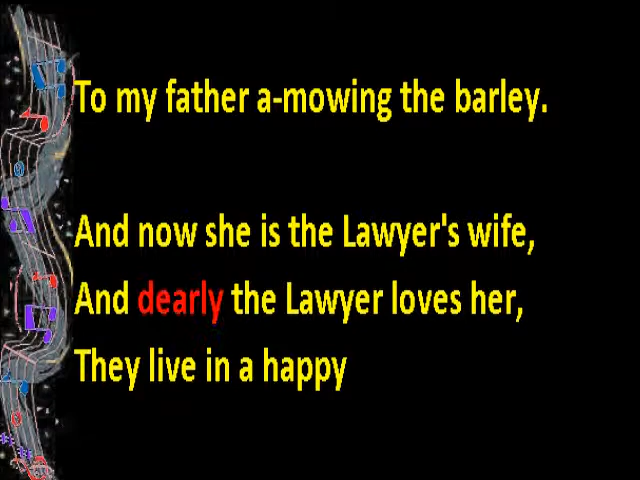 To my father a-mowing the barley.
And now she is the Lawyer's wife,
And dearly the Lawyer loves her,
They live in a happy